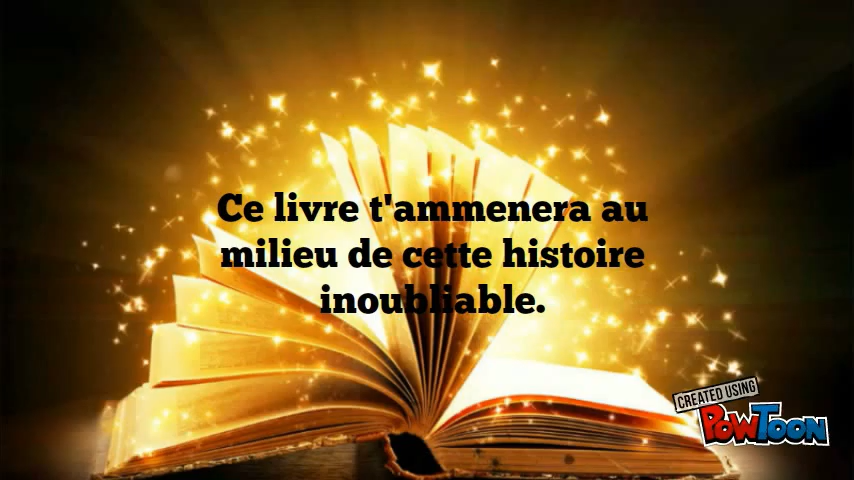 Ce livre t'ammenera au
milieu de cette histoire
inoubliable.
CREATED USING
POWTOON